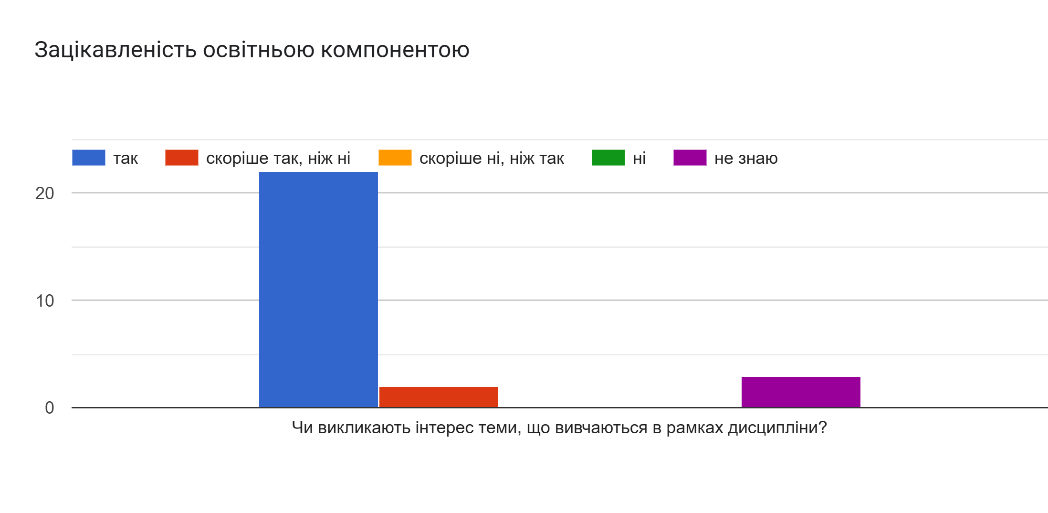 Зацікавленість освітньою компонентою
так скоріше так, ніж ні скоріше ні, ніж так ні не знаю
20
10
0
Чи викликають інтерес теми, що вивчаються в рамках дисципліни?